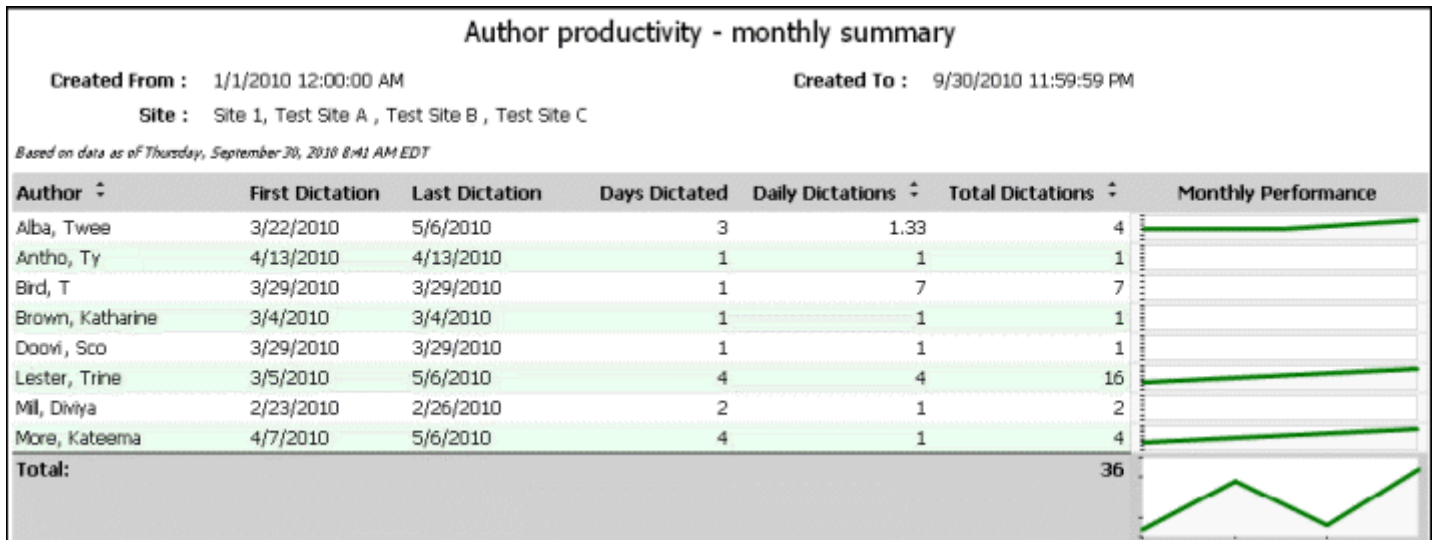 Author productivity - monthly summary
Created From : 1/1/2010 12:00:00 AM Created To : 9/30/2010 11:59:59 PM
Site : Site 1, Test Site A , Test Site B , Test Site C
Based on data as of Thursday, September 30, 2010 8:41 AM EDT
Author First Dictation Last Dictation Days Dictated Daily Dictations Total Dictations Monthly Performance
Alba, Twee 3/22/2010 5/6/2010 3 1.33 4
Antho, Ty 4/13/2010 4/13/2010 1 1 1
Bird, T 3/29/2010 3/29/2010 1 7 7
Brown, Katharine 3/4/2010 3/4/2010 1 1 1
Doovi, Sco 3/29/2010 3/29/2010 1 1 1
Lester, Trine 3/5/2010 5/6/2010 4 4 16
Mill, Diviya 2/23/2010 2/26/2010 2 1 2
More, Kateema 4/7/2010 5/6/2010 4 1 4
Total: 36